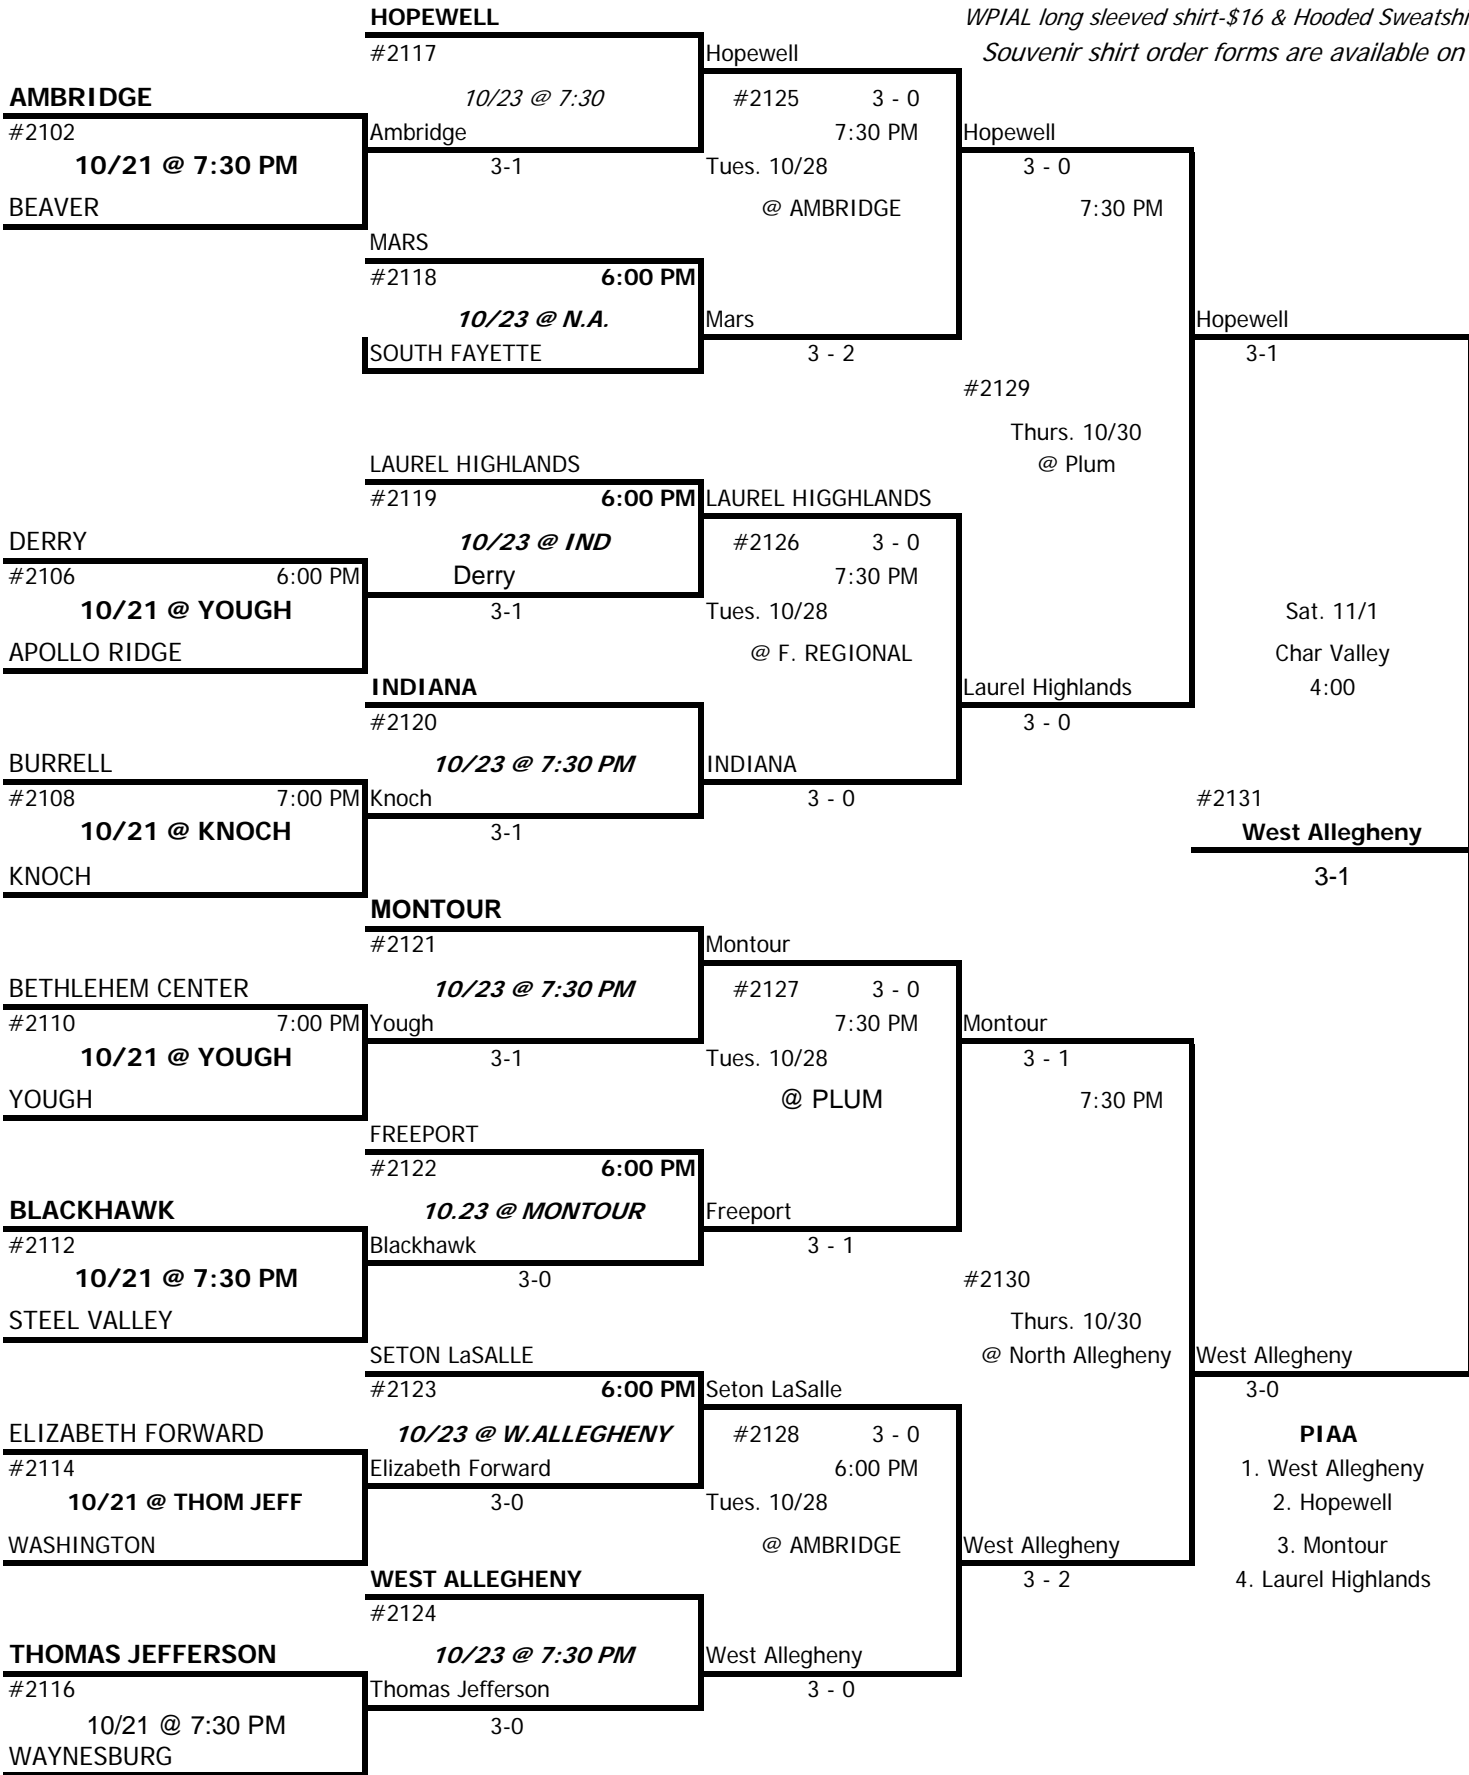 HOPEWELL
WPIAL long sleeved shirt-$16 & Hooded Sweatshi
#2117
Hopewell
Souvenir shirt order forms are available on
AMBRIDGE
10/23 @ 7:30
#2125 3 - 0
#2102
Ambridge
7:30 PM
Hopewell
10/21 @ 7:30 PM
3-1
Tues. 10/28
3 - 0
BEAVER
@ AMBRIDGE
7:30 PM
MARS
#2118 6:00 PM
10/23 @ N.A.
Mars
Hopewell
SOUTH FAYETTE
3 - 2
3-1
#2129
Thurs. 10/30
LAUREL HIGHLANDS
@ Plum
#2119 6:00 PM
LAUREL HIGGHLANDS
DERRY
10/23 @ IND
#2126 3 - 0
#2106 6:00 PM
Derry
7:30 PM
10/21 @ YOUGH
3-1
Tues. 10/28
Sat. 11/1
APOLLO RIDGE
@ F. REGIONAL
Char Valley
INDIANA
Laurel Highlands
4:00
#2120
3 - 0
BURRELL
10/23 @ 7:30 PM
INDIANA
#2108 7:00 PM
Knoch
3 - 0
#2131
10/21 @ KNOCH
3-1
West Allegheny
KNOCH
3-1
MONTOUR
#2121
Montour
BETHLEHEM CENTER
10/23 @ 7:30 PM
#2127 3 - 0
#2110 7:00 PM
Yough
7:30 PM
Montour
10/21 @ YOUGH
3-1
Tues. 10/28
3 - 1
YOUGH
@ PLUM
7:30 PM
FREEPORT
#2122 6:00 PM
BLACKHAWK
10.23 @ MONTOUR
Freeport
#2112
Blackhawk
3 - 1
10/21 @ 7:30 PM
3-0
#2130
STEEL VALLEY
Thurs. 10/30
SETON LaSALLE
@ North Allegheny
West Allegheny
#2123 6:00 PM
Seton LaSalle
3-0
ELIZABETH FORWARD
10/23 @ W.ALLEGHENY
#2128 3 - 0
PIAA
#2114
Elizabeth Forward
6:00 PM
1. West Allegheny
10/21 @ THOM JEFF
3-0
Tues. 10/28
2. Hopewell
WASHINGTON
@ AMBRIDGE
West Allegheny
3. Montour
WEST ALLEGHENY
3 - 2
4. Laurel Highlands
#2124
THOMAS JEFFERSON
10/23 @ 7:30 PM
West Allegheny
#2116
Thomas Jefferson
3 - 0
10/21 @ 7:30 PM
3-0
WAYNESBURG